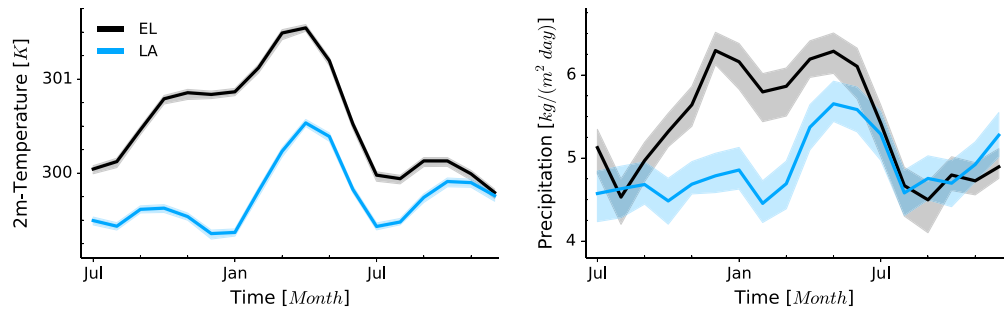 2m-Temperature [K]
301
300
EL
LA
Jul
Jan
Jul
Time [Month]
Precipitation [kg/(m² day)]
6
5
4
Jul
Jan
Jul
Time [Month]